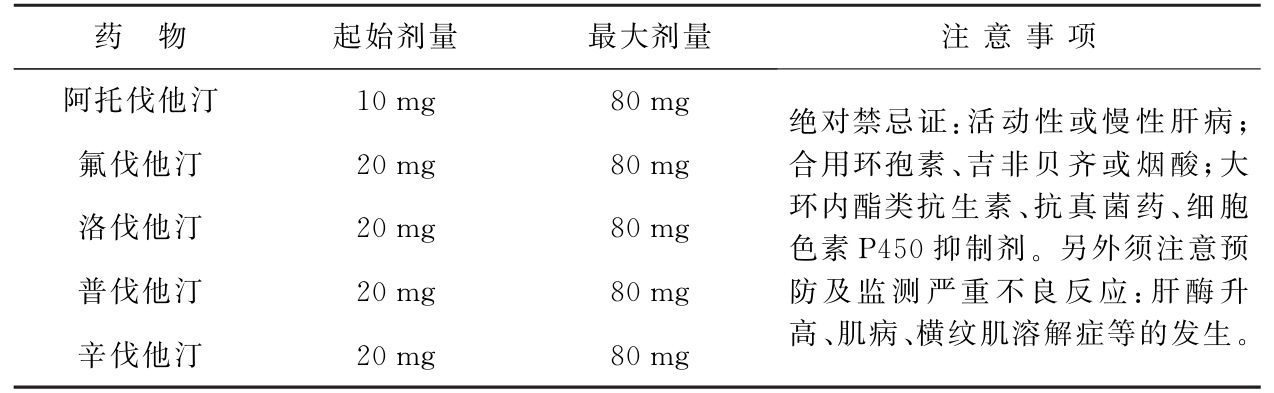 药 物 起始剂量 最大剂量 注意事项
阿托伐他汀 10 mg 80 mg
氟伐他汀 20 mg 80 mg
洛伐他汀 20 mg 80 mg
普伐他汀 20 mg 80 mg
辛伐他汀 20 mg 80 mg
绝对禁忌证:活动性或慢性肝病;
合用环孢素、吉非贝齐或烟酸;大
环内酯类抗生素、抗真菌药、细胞
色素P450抑制剂。另外须注意预
防及监测严重不良反应:肝酶升
高、肌病、横纹肌溶解症等的发生。